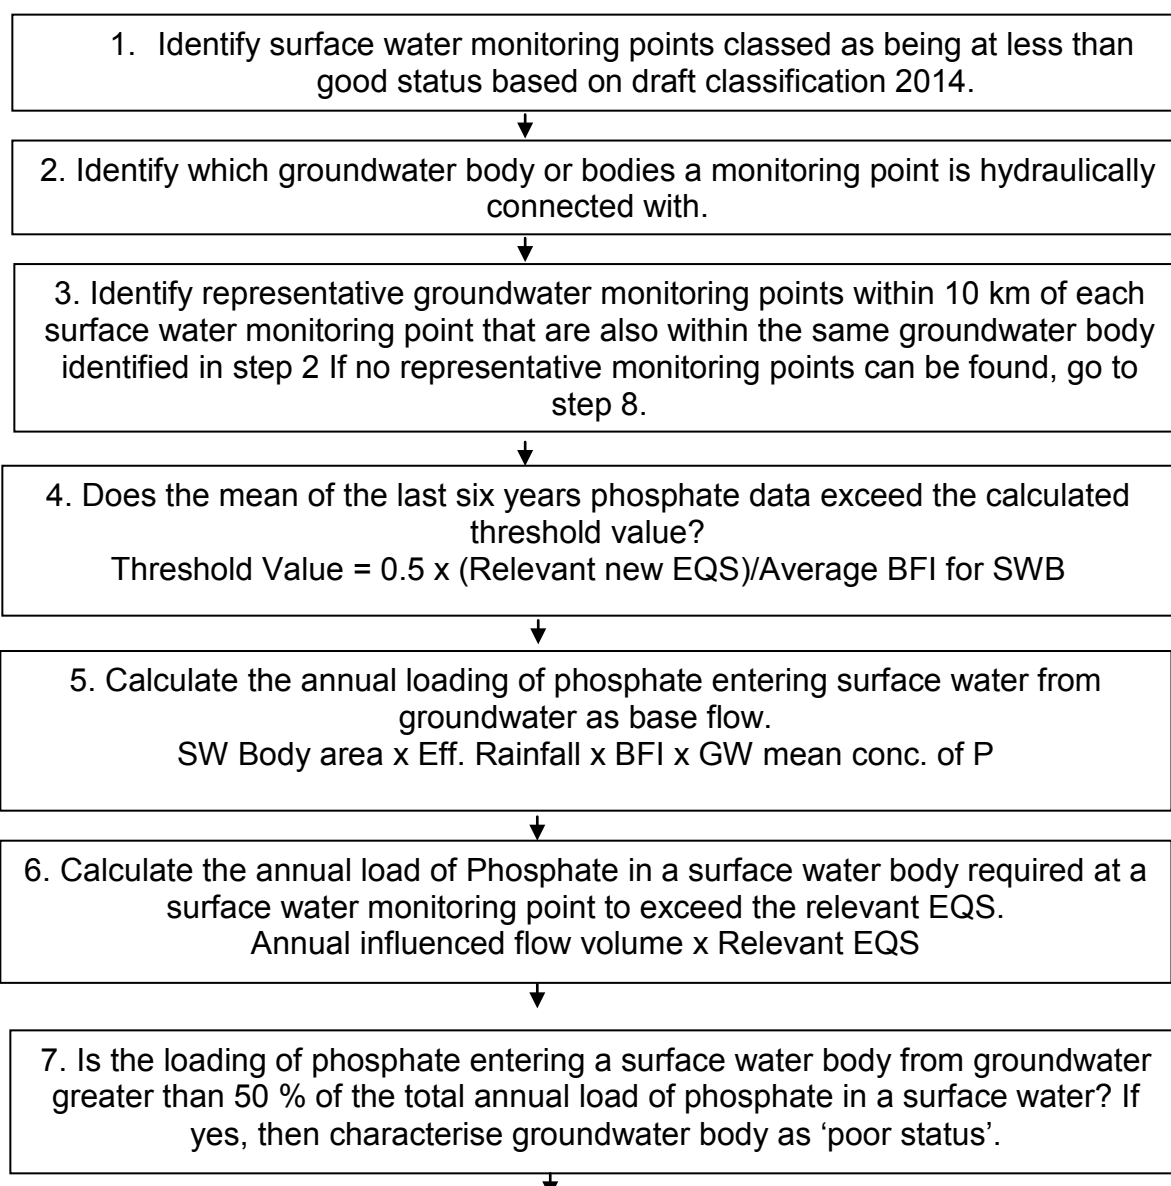 1. Identify surface water monitoring points classed as being at less than
good status based on draft classification 2014.
2. Identify which groundwater body or bodies a monitoring point is hydraulically
connected with.
3. Identify representative groundwater monitoring points within 10 km of each
surface water monitoring point that are also within the same groundwater body
identified in step 2 If no representative monitoring points can be found, go to
step 8.
4. Does the mean of the last six years phosphate data exceed the calculated
threshold value?
Threshold Value = 0.5 x (Relevant new EQS)/Average BFI for SWB
5. Calculate the annual loading of phosphate entering surface water from
groundwater as base flow.
SW Body area x Eff. Rainfall x BFI x GW mean conc. of P
6. Calculate the annual load of Phosphate in a surface water body required at a
surface water monitoring point to exceed the relevant EQS.
Annual influenced flow volume x Relevant EQS
7. Is the loading of phosphate entering a surface water body from groundwater
greater than 50 % of the total annual load of phosphate in a surface water? If
yes, then characterise groundwater body as ‘poor status’.